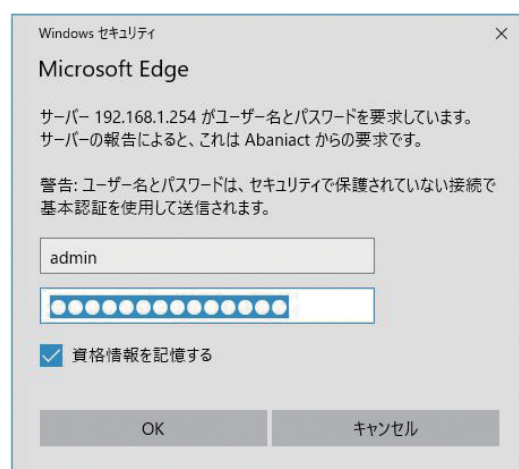 Windows セキュリティ
Microsoft Edge
サーバー 192.168.1.254 がユーザー名とパスワードを要求しています。
サーバーの報告によると、これは Abaniact からの要求です。
警告: ユーザー名とパスワードは、セキュリティで保護されていない接続で
基本認証を使用して送信されます。
admin
●●●●●●●●●●●●●●
資格情報を記憶する
OK
キャンセル